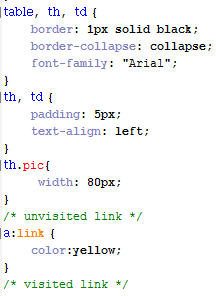 table, th, td {
border: 1px solid black;
border-collapse: collapse;
font-family: "Arial";
}
th, td {
padding: 5px;
text-align: left;
}
th.pic{
width: 80px;
}
/* unvisited link */
a:link {
color:yellow;
}
/* visited link */